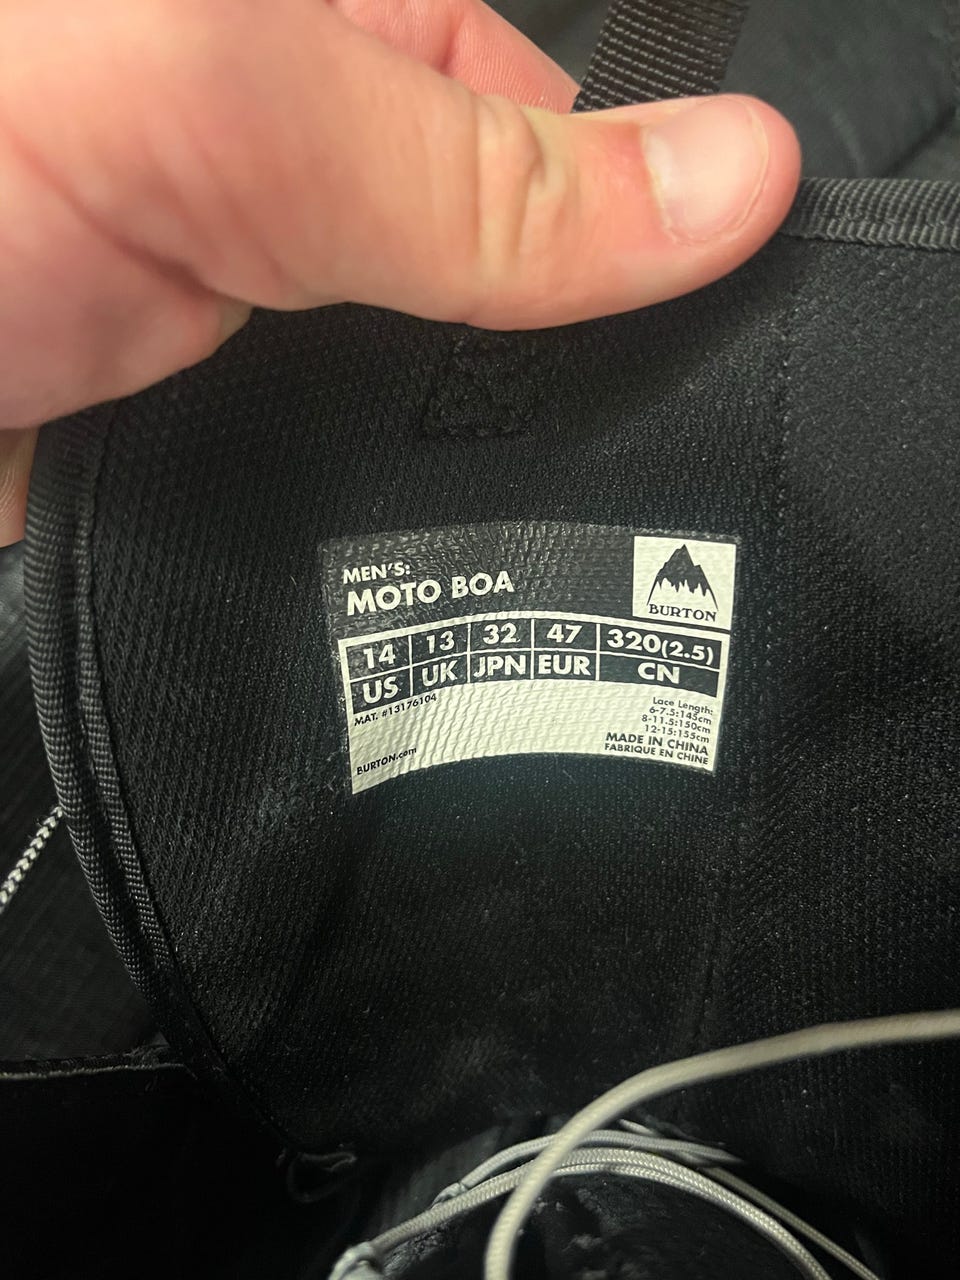 MEN'S:
MOTO BOA
BURTON
14 13 32 47 320(2.5)
US UK JPN EUR CN
MAT. #13176104
Lace Length:
6-7.5:145cm
8-11.5:150cm
12-15:155cm
MADE IN CHINA
FABRIQUE EN CHINE
BURTON.com